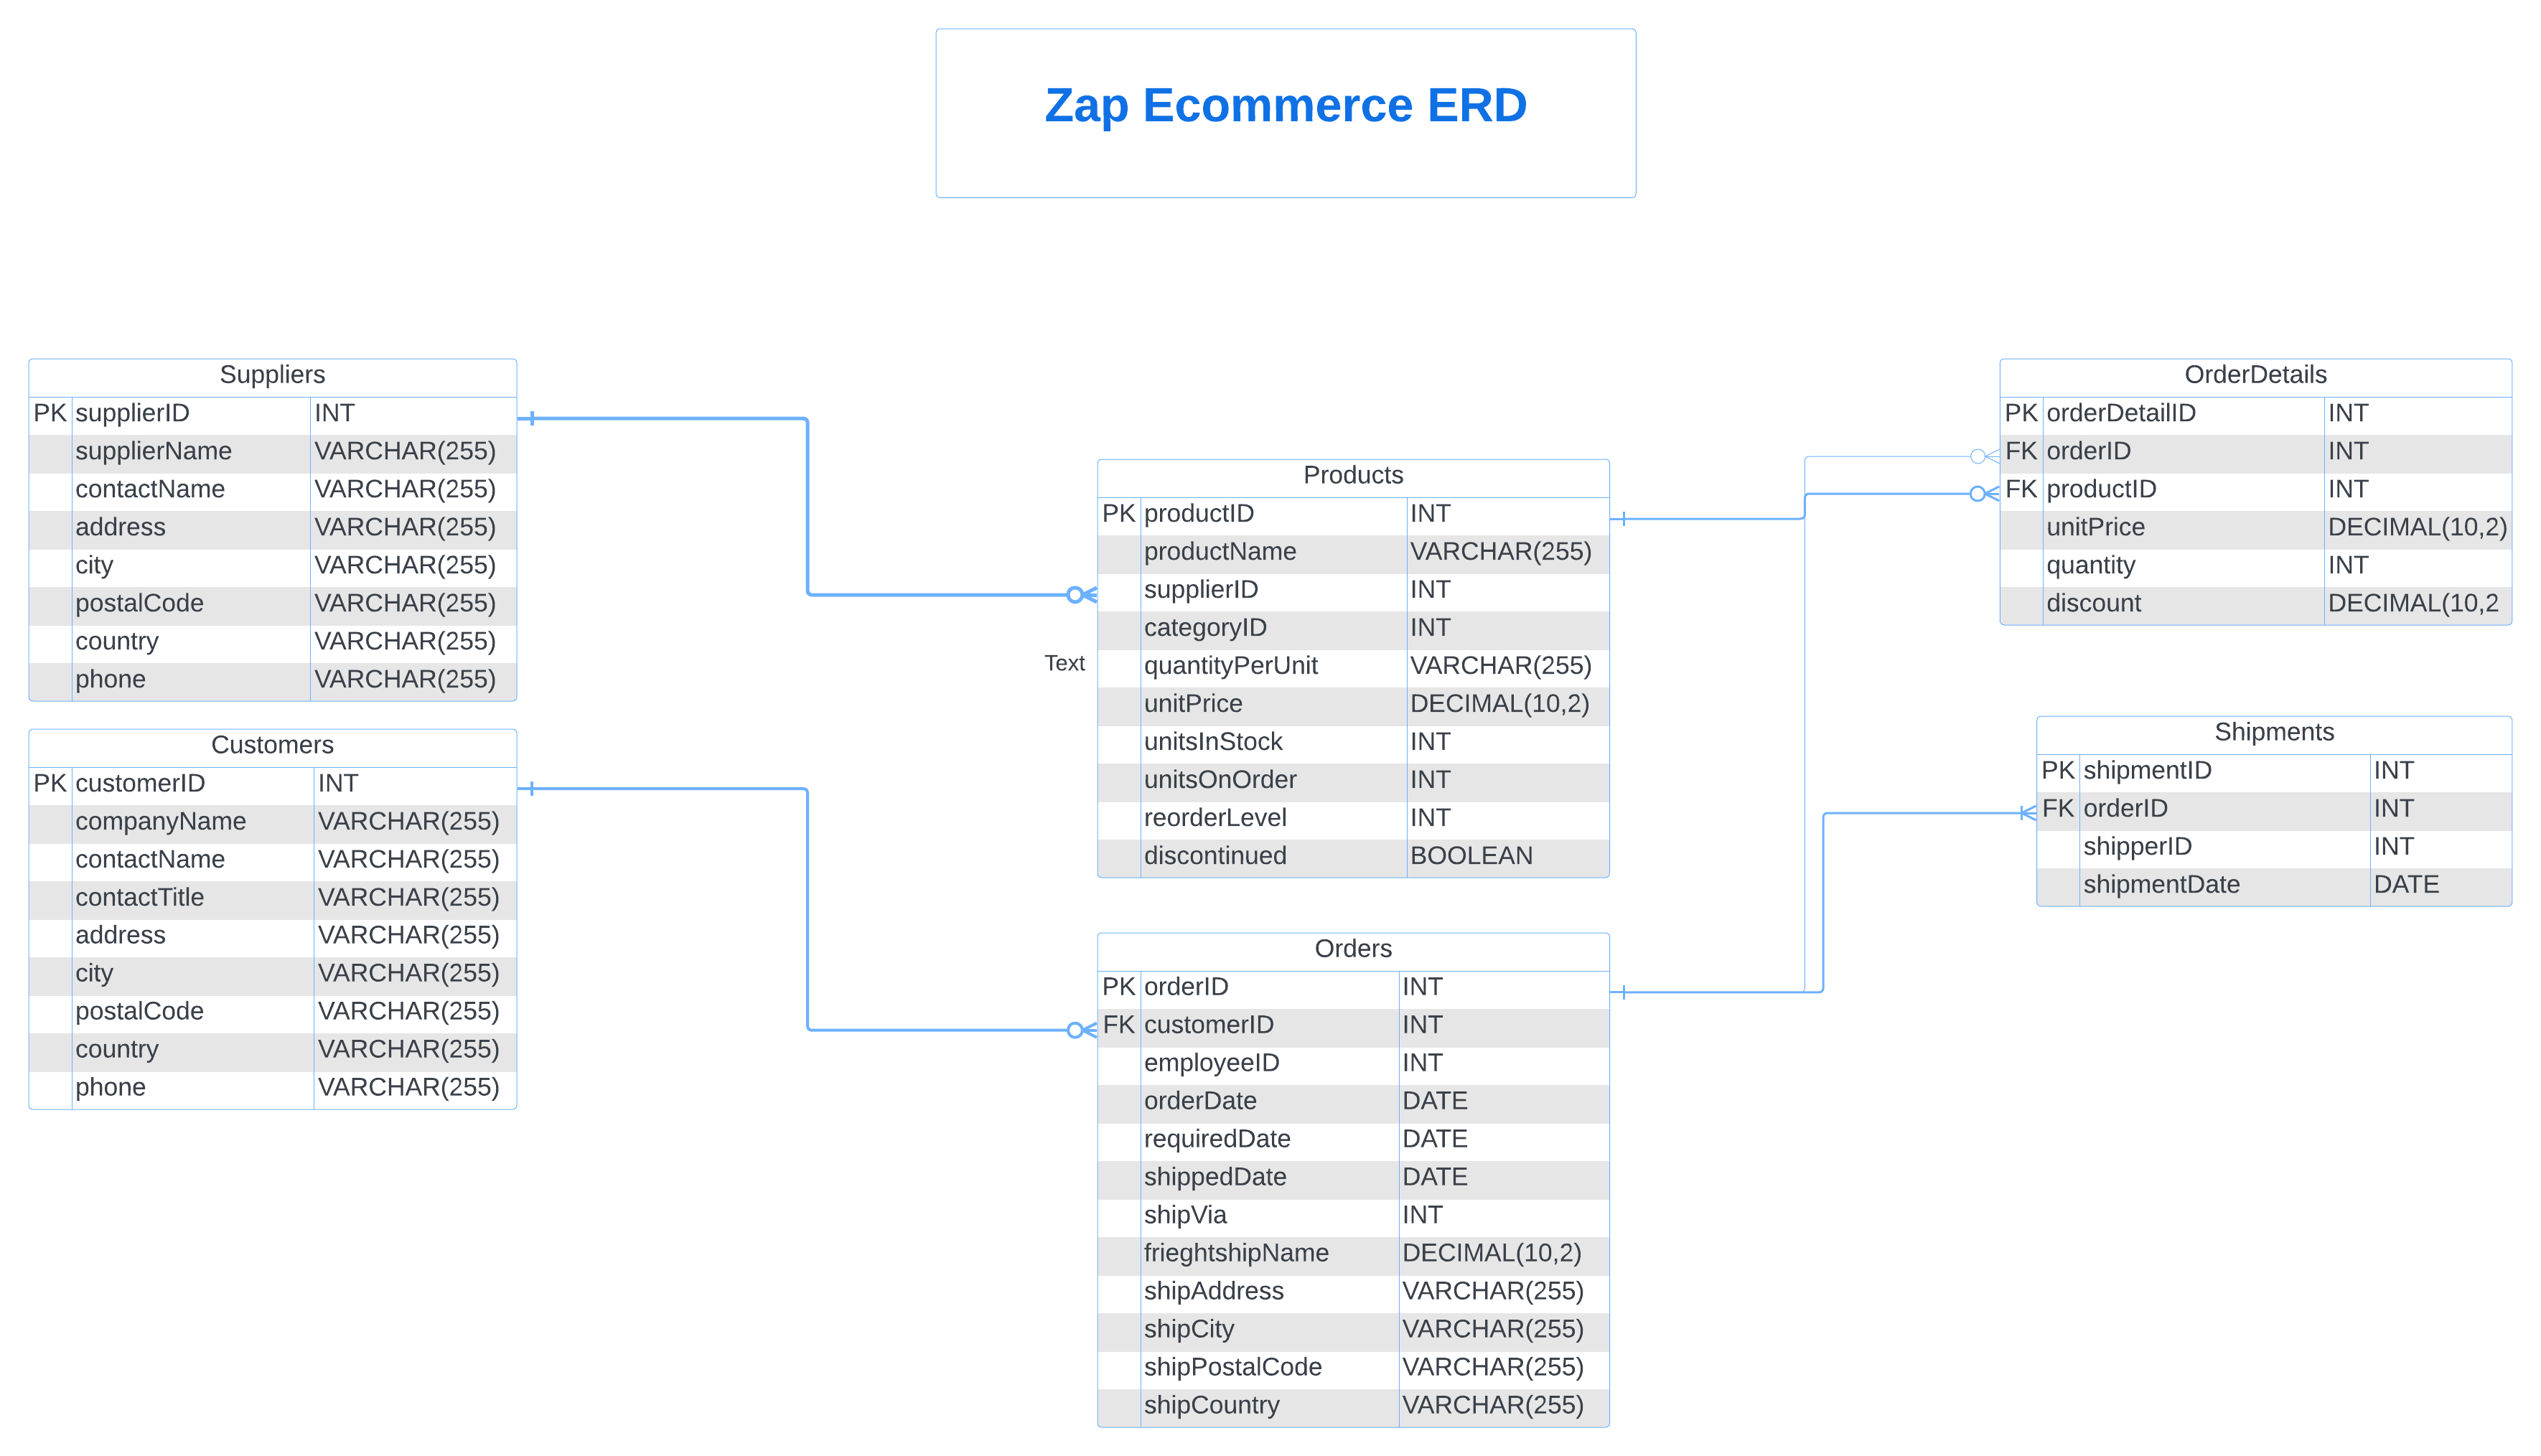 Zap Ecommerce ERD
Suppliers
PK supplierID INT
supplierName VARCHAR(255)
contactName VARCHAR(255)
address VARCHAR(255)
city VARCHAR(255)
postalCode VARCHAR(255)
country VARCHAR(255)
phone VARCHAR(255)
Customers
PK customerID INT
companyName VARCHAR(255)
contactName VARCHAR(255)
contactTitle VARCHAR(255)
address VARCHAR(255)
city VARCHAR(255)
postalCode VARCHAR(255)
country VARCHAR(255)
phone VARCHAR(255)
Text
Products
PK productID INT
productName VARCHAR(255)
supplierID INT
categoryID INT
quantityPerUnit VARCHAR(255)
unitPrice DECIMAL(10,2)
unitsInStock INT
unitsOnOrder INT
reorderLevel INT
discontinued BOOLEAN
Orders
PK orderID INT
FK customerID INT
employeeID INT
orderDate DATE
requiredDate DATE
shippedDate DATE
shipVia INT
frieghtshipName DECIMAL(10,2)
shipAddress VARCHAR(255)
shipCity VARCHAR(255)
shipPostalCode VARCHAR(255)
shipCountry VARCHAR(255)
OrderDetails
PK orderDetailID INT
FK orderID INT
FK productID INT
unitPrice DECIMAL(10,2)
quantity INT
discount DECIMAL(10,2
Shipments
PK shipmentID INT
FK orderID INT
shipperID INT
shipmentDate DATE